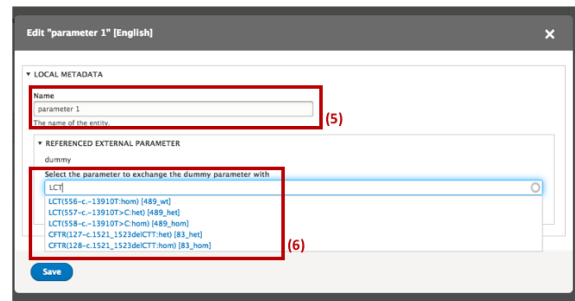 Edit "parameter 1" [English]
LOCAL METADATA
Name
parameter 1
The name of the entity.
(5)
REFERENCED EXTERNAL PARAMETER
dummy
Select the parameter to exchange the dummy parameter with
LCT
LCT(556-c.-13910T:hom) [489_wt]
LCT(557-c.-13910T>C:het) [489_het]
LCT(558-c.-13910T>C:hom) [489_hom]
CFTR(127-c.1521_1523delCTT:het) [83_het]
CFTR(128-c.1521_1523delCTT:hom) [83_hom]
(6)
Save